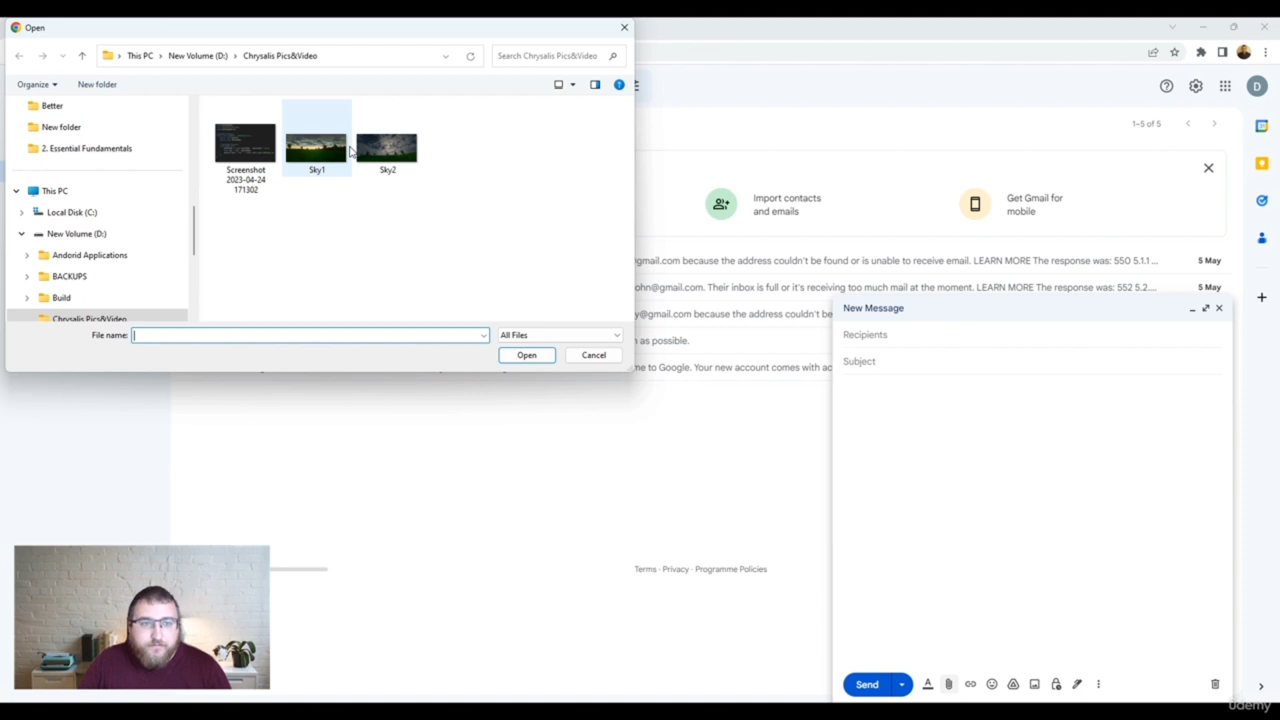 Open
This PC
New Volume (D:)
Chrysalis Pics&Video
Search Chrysalis Pics&Video
Organize
New folder
Better
New folder
2. Essential Fundamentals
This PC
Local Disk (C:)
New Volume (D:)
Andorid Applications
BACKUPS
Build
Chrysalis Pics&Video
Screenshot
2023-04-24
171302
Sky1
Sky2
File name:
All Files
Open
Cancel
D
1–5 of 5
Import contacts
and emails
Get Gmail for
mobile
gmail.com because the address couldn't be found or is unable to receive email. LEARN MORE The response was: 550 5.1.1 ...
5 May
ohn@gmail.com. Their inbox is full or it's receiving too much mail at the moment. LEARN MORE The response was: 552 5.2....
5 May
y@gmail.com because the address couldn't be
n as possible.
me to Google. Your new account comes with ac
New Message
Recipients
Subject
Terms · Privacy · Programme Policies
Send
ûdemy